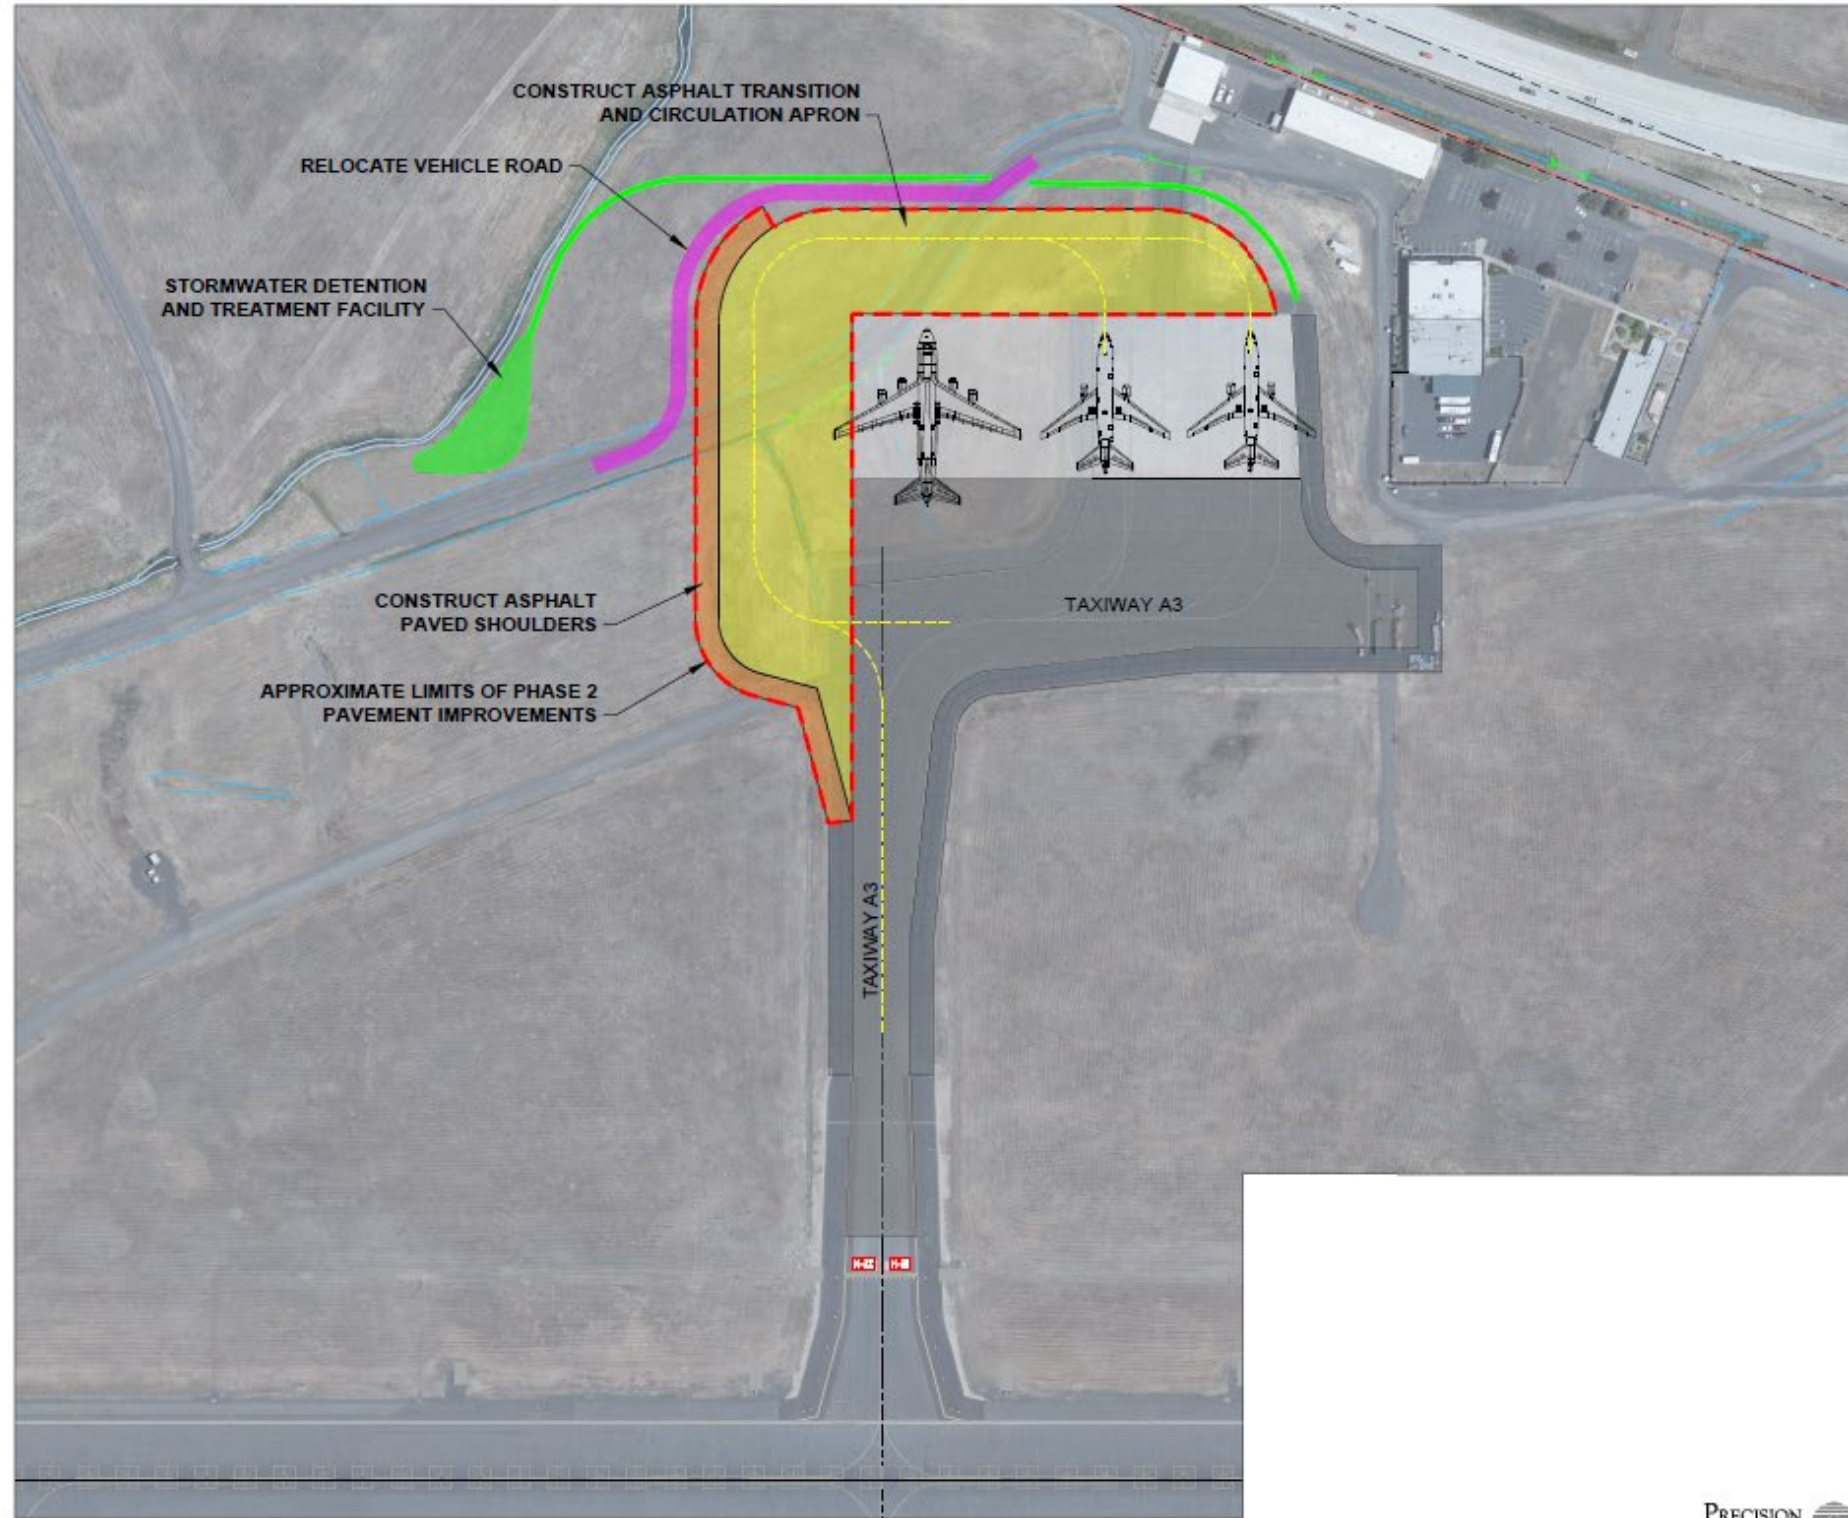 CONSTRUCT ASPHALT TRANSITION
AND CIRCULATION APRON
RELOCATE VEHICLE ROAD
STORMWATER DETENTION
AND TREATMENT FACILITY
CONSTRUCT ASPHALT
PAVED SHOULDERS
TAXIWAY A3
APPROXIMATE LIMITS OF PHASE 2
PAVEMENT IMPROVEMENTS
TAXIWAY A3
PRECISION